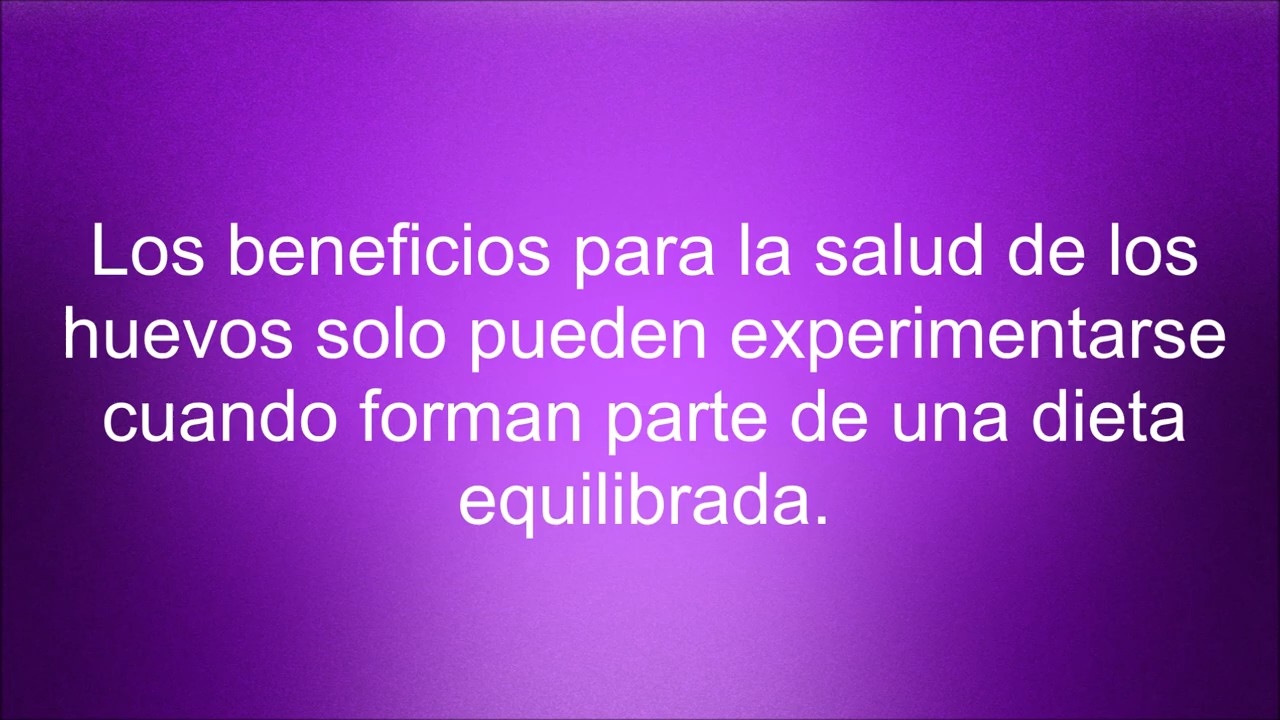 Los beneficios para la salud de los
huevos solo pueden experimentarse
cuando forman parte de una dieta
equilibrada.